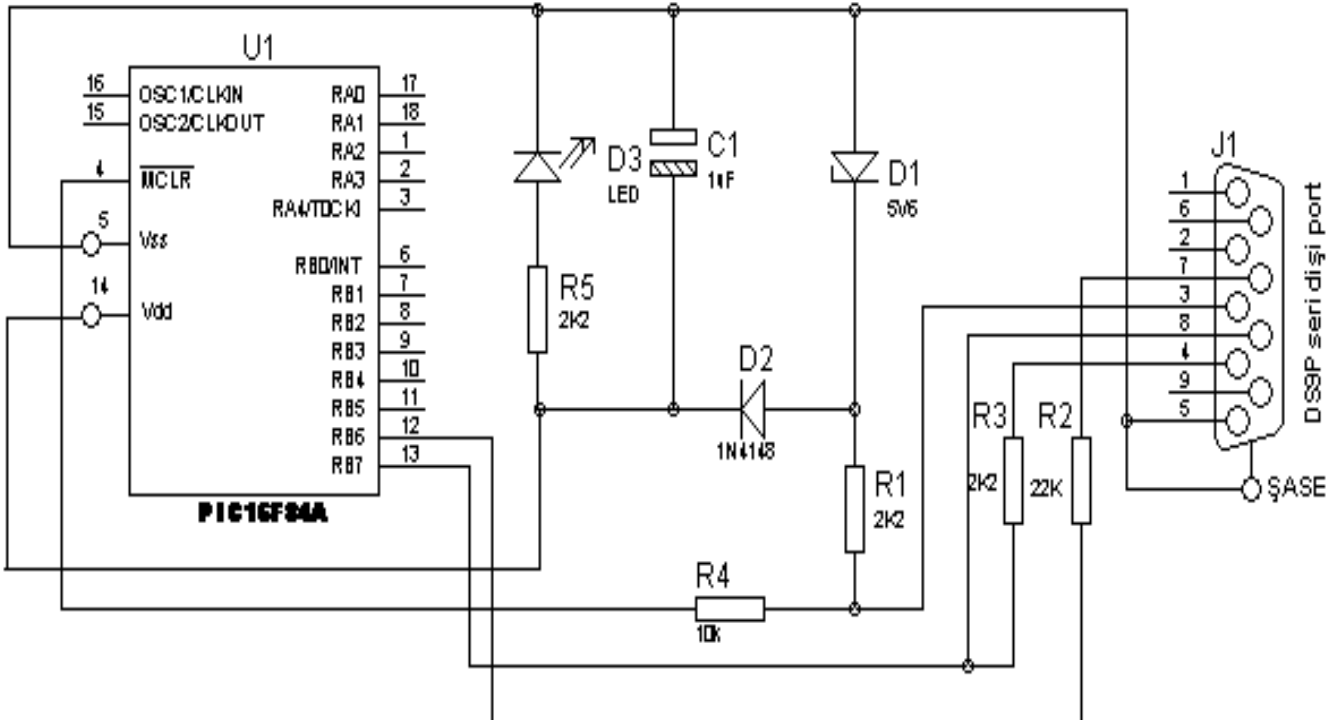 U1
16
OSC1/CLKIN
15
OSC2/CLKOUT
4
MCLR
5
Vss
14
Vdd
RA0
17
RA1
18
RA2
1
RA3
2
RA4/T0CKI
3
RB0/INT
6
RB1
7
RB2
8
RB3
9
RB4
10
RB5
11
RB6
12
RB7
13
PIC16F84A
D3
LED
C1
1uF
D1
5V6
R5
2K2
D2
1N4148
R1
2K2
R4
10k
R3
2K2
R2
22K
J1
1
6
2
7
3
8
4
9
5
DS9P seri dişi port
ŞASE